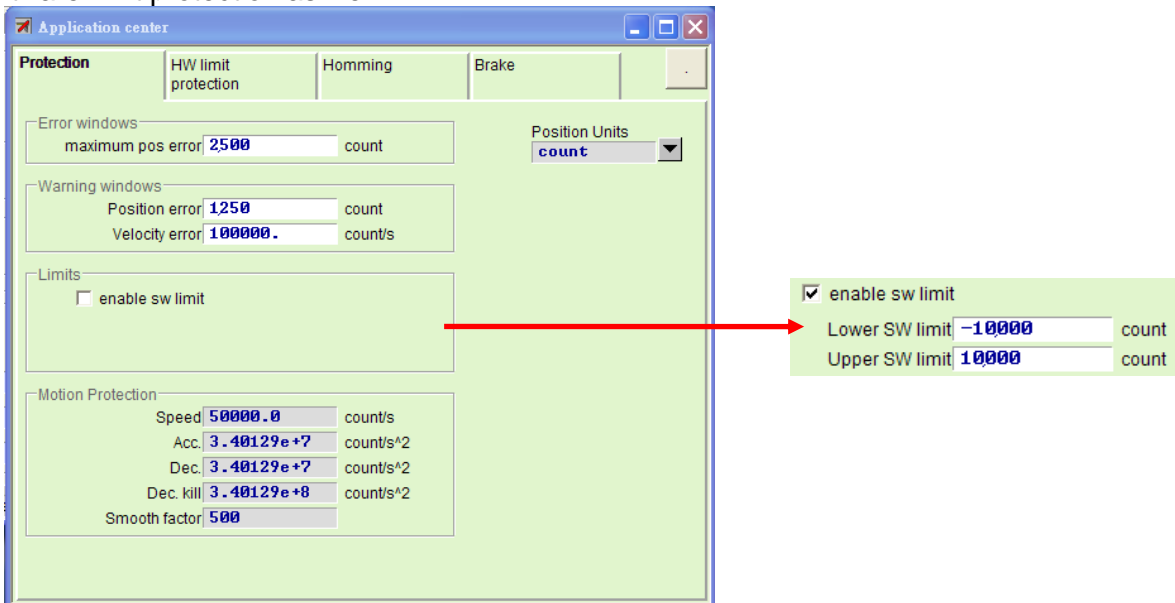 Application center
Protection
HW limit
protection
Homming
Brake
.
Error windows
maximum pos error 2,500 count
Position Units
count
Warning windows
Position error 1,250 count
Velocity error 100000. count/s
Limits
enable sw limit
enable sw limit
Lower SW limit -10,000 count
Upper SW limit 10,000 count
Motion Protection
Speed 50000.0 count/s
Acc. 3.40129e+7 count/s^2
Dec. 3.40129e+7 count/s^2
Dec. kill 3.40129e+8 count/s^2
Smooth factor 500